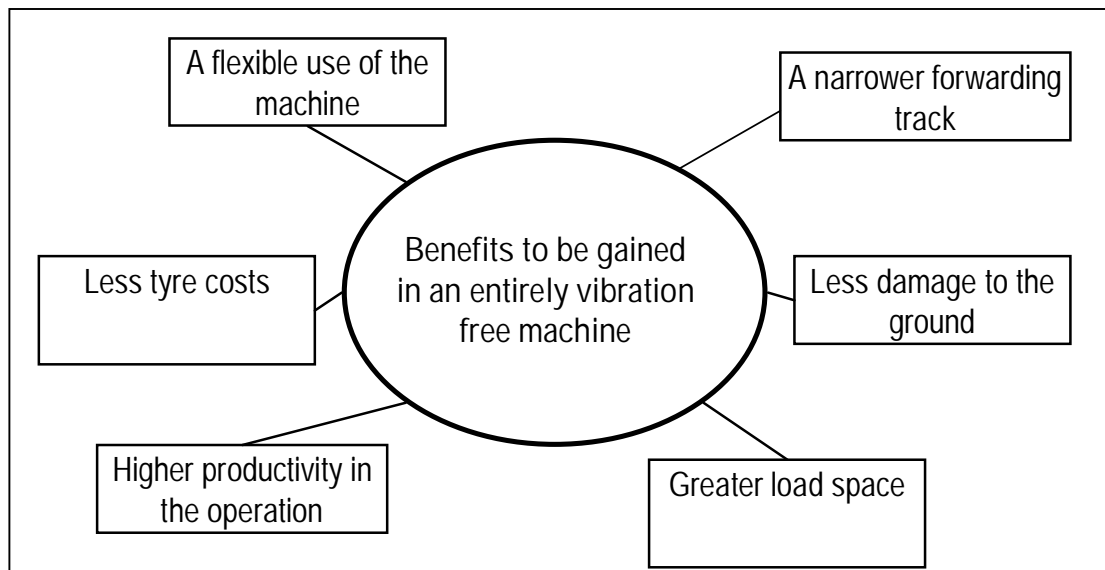 A flexible use of the
machine
A narrower forwarding
track
Benefits to be gained
in an entirely vibration
free machine
Less tyre costs
Less damage to the
ground
Higher productivity in
the operation
Greater load space